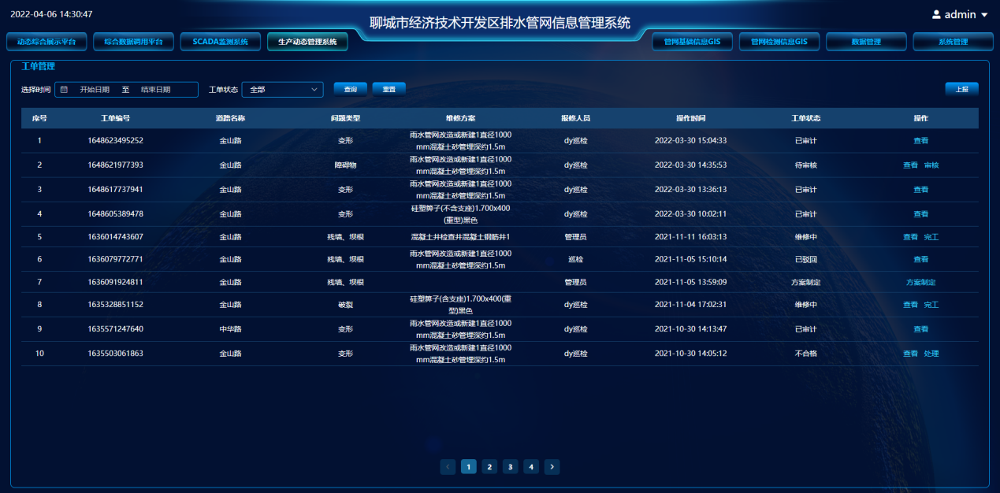 2022-04-06 14:30:47
聊城市经济技术开发区排水管网信息管理系统
admin
动态综合展示平台 综合数据调用平台 SCADA监测系统 生产动态管理系统 管网基础信息GIS 管网检测信息GIS 数据管理 系统管理
工单管理
选择时间 开始日期 至 结束日期 工单状态 全部 查询 重置 上报
序号 工单编号 道路名称 问题类型 维修方案 报修人员 操作时间 工单状态 操作
1 1648623495252 金山路 变形 雨水管网改造或新建1直径1000 dy巡检 2022-03-30 15:04:33 已审计 查看
mm混凝土砂管埋深约1.5m
2 1648621977393 金山路 障碍物 雨水管网改造或新建1直径1000 dy巡检 2022-03-30 14:35:53 待审核 查看 审核
mm混凝土砂管埋深约1.5m
3 1648617737941 金山路 变形 雨水管网改造或新建1直径1000 dy巡检 2022-03-30 13:36:13 已审计 查看
mm混凝土砂管埋深约1.5m
4 1648605389478 金山路 变形 硅塑箅子(不含支座)1.700x400 dy巡检 2022-03-30 10:02:11 已审计 查看
(重型)黑色
5 1636014743607 金山路 残墙、坝根 混凝土井检查井混凝土钢筋井1 管理员 2021-11-11 16:03:13 维修中 查看 完工
6 1636079772771 金山路 残墙、坝根 雨水管网改造或新建1直径1000 巡检 2021-11-05 15:10:14 已驳回 查看
mm混凝土砂管埋深约1.5m
7 1636091924811 金山路 残墙、坝根 管理员 2021-11-05 13:59:09 方案制定 方案制定
8 1635328851152 金山路 破裂 硅塑箅子(含支座)1.700x400(重 dy巡检 2021-11-04 17:02:31 维修中 查看 完工
型)黑色
9 1635571247640 中华路 变形 雨水管网改造或新建1直径1000 dy巡检 2021-10-30 14:13:47 已审计 查看
mm混凝土砂管埋深约1.5m
10 1635503061863 金山路 变形 雨水管网改造或新建1直径1000 dy巡检 2021-10-30 14:05:12 不合格 查看 处理
mm混凝土砂管埋深约1.5m
1 2 3 4